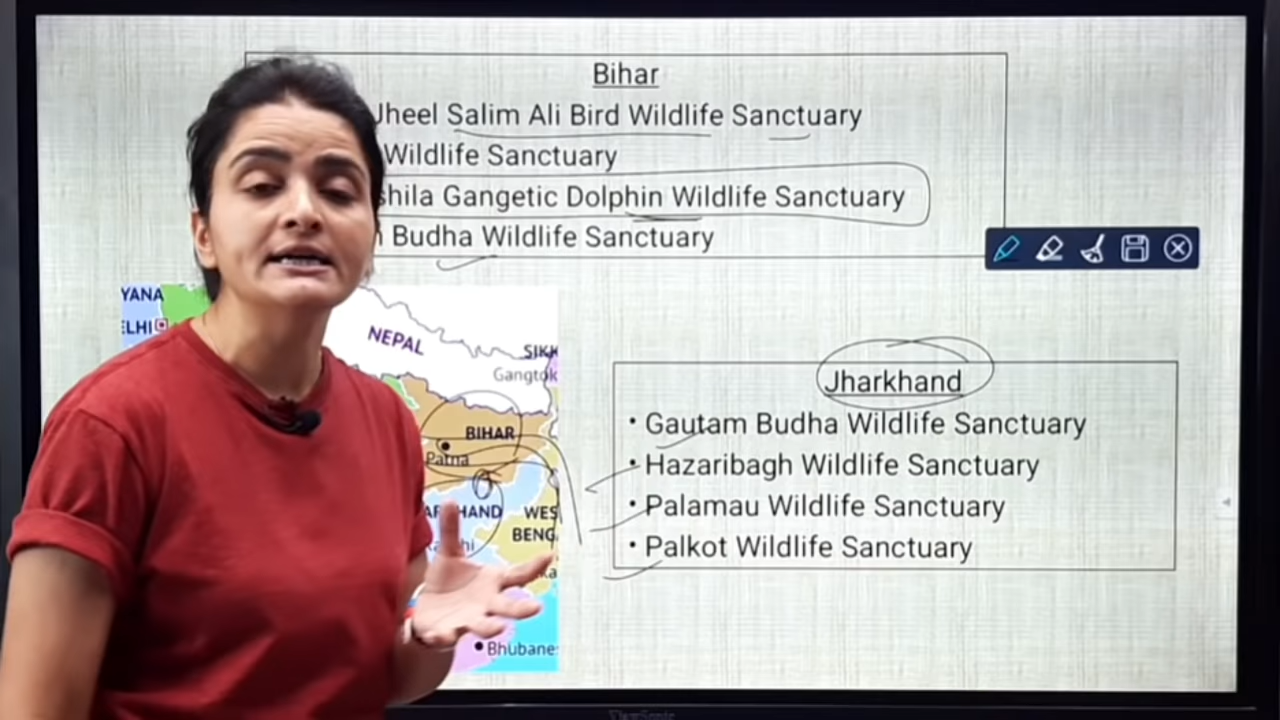 Bihar
Jheel Salim Ali Bird Wildlife Sanctuary
Wildlife Sanctuary
shila Gangetic Dolphin Wildlife Sanctuary
Budha Wildlife Sanctuary
YANA
ELHI
NEPAL
SIKK
Gangtok
BIHAR
Patna
HAND
WES
BENG
Bhubane
Jharkhand
• Gautam Budha Wildlife Sanctuary
• Hazaribagh Wildlife Sanctuary
• Palamau Wildlife Sanctuary
• Palkot Wildlife Sanctuary
ViewSonic